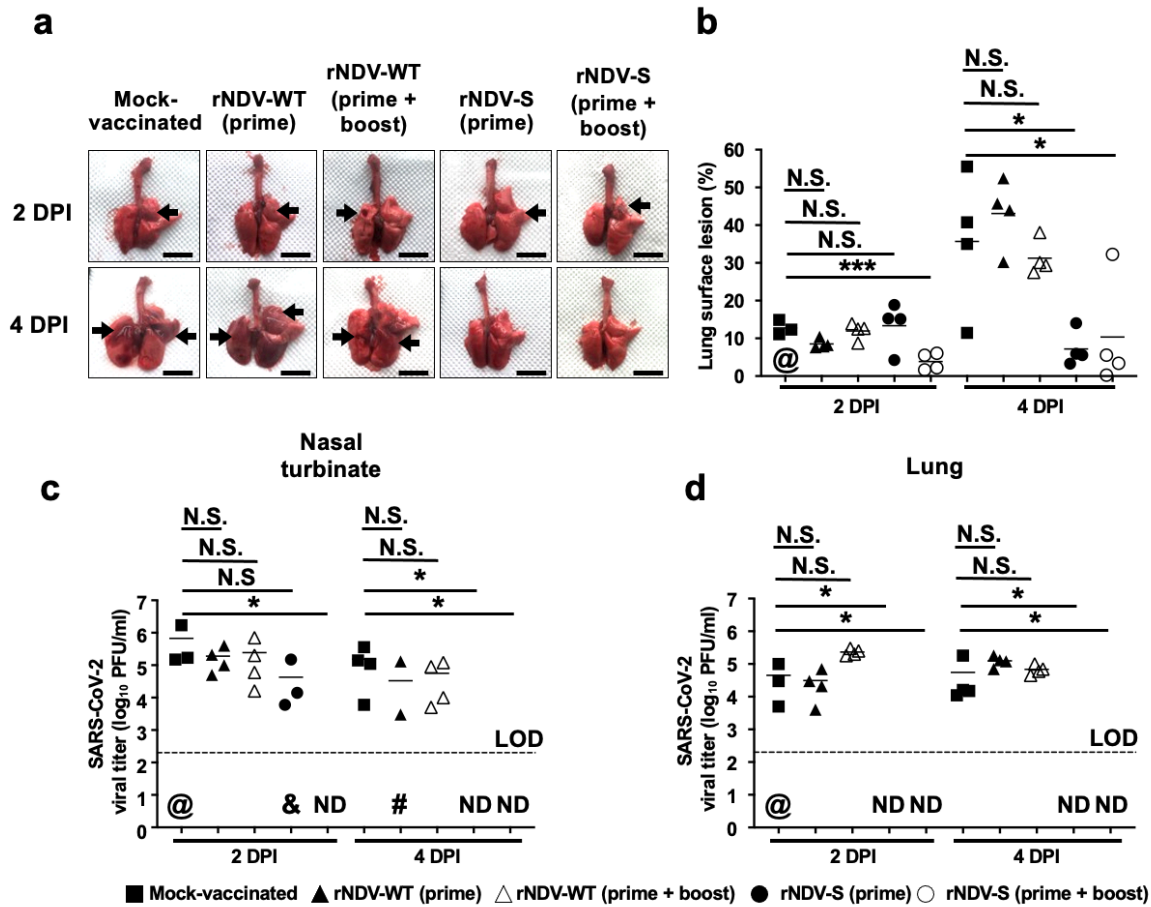 a
Mock-
vaccinated
rNDV-WT
(prime)
rNDV-WT
(prime +
boost)
rNDV-S
(prime)
rNDV-S
(prime +
boost)
2 DPI
4 DPI
b
N.S.
N.S.
*
*
N.S.
N.S.
N.S.
***
Lung surface lesion (%)
60
50
40
30
20
10
0
@
2 DPI
4 DPI
c
Nasal
turbinate
N.S.
N.S.
N.S
*
N.S.
N.S.
*
*
SARS-CoV-2
viral titer (log10 PFU/ml)
7
6
5
4
3
2
1
0
LOD
@
& ND
#
ND ND
2 DPI
4 DPI
d
Lung
N.S.
N.S.
*
*
N.S.
N.S.
*
*
SARS-CoV-2
viral titer (log10 PFU/ml)
7
6
5
4
3
2
1
0
LOD
@
ND ND
ND ND
2 DPI
4 DPI
Mock-vaccinated rNDV-WT (prime) rNDV-WT (prime + boost) rNDV-S (prime) rNDV-S (prime + boost)